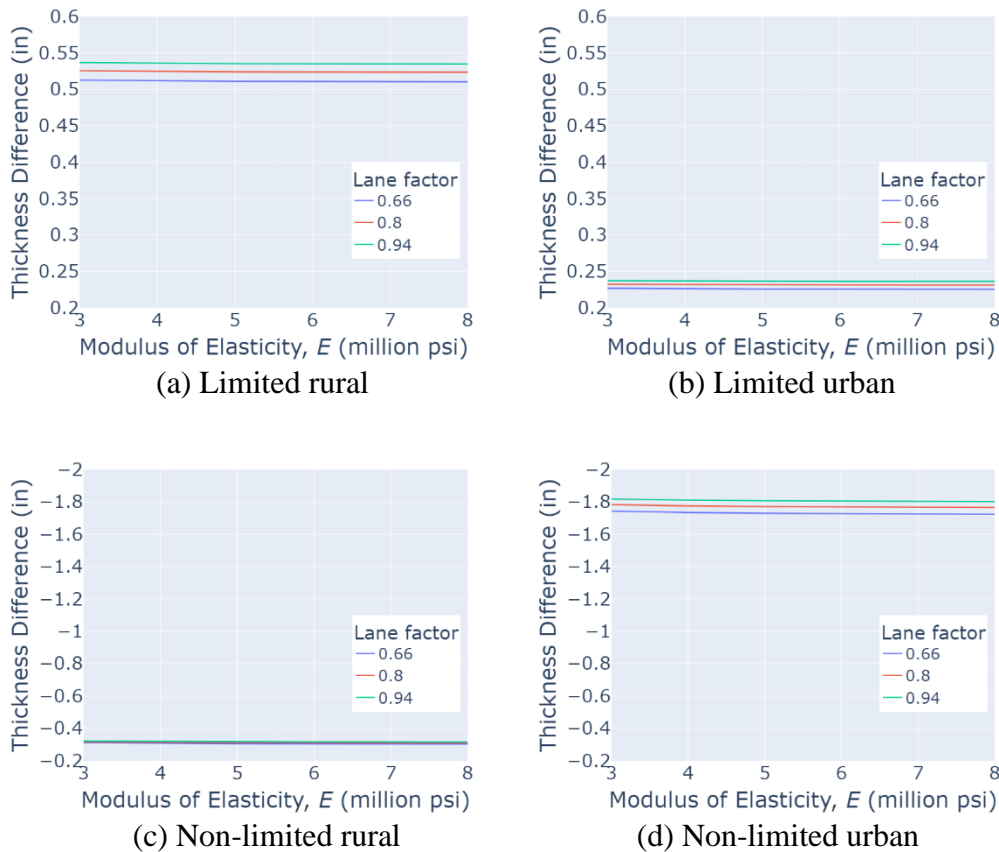 0.6
0.55
0.5
0.45
0.4
0.35
0.3
0.25
0.2
Thickness Difference (in)
Lane factor
0.66
0.8
0.94
3 4 5 6 7 8
Modulus of Elasticity, E (million psi)
(a) Limited rural
0.6
0.55
0.5
0.45
0.4
0.35
0.3
0.25
0.2
Thickness Difference (in)
Lane factor
0.66
0.8
0.94
3 4 5 6 7 8
Modulus of Elasticity, E (million psi)
(b) Limited urban
−2
−1.8
−1.6
−1.4
−1.2
−1
−0.8
−0.6
−0.4
−0.2
Thickness Difference (in)
Lane factor
0.66
0.8
0.94
3 4 5 6 7 8
Modulus of Elasticity, E (million psi)
(c) Non-limited rural
−2
−1.8
−1.6
−1.4
−1.2
−1
−0.8
−0.6
−0.4
−0.2
Thickness Difference (in)
Lane factor
0.66
0.8
0.94
3 4 5 6 7 8
Modulus of Elasticity, E (million psi)
(d) Non-limited urban